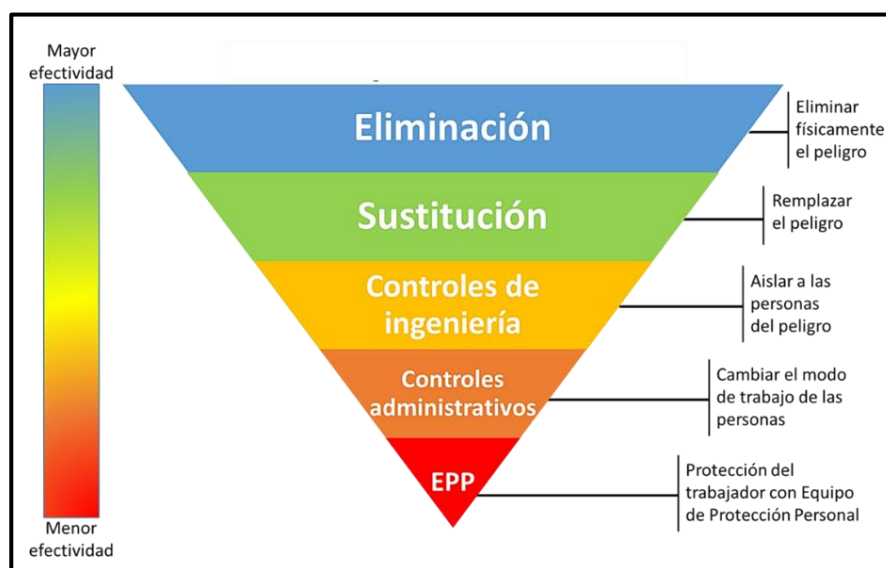 Mayor
efectividad
Eliminación
Eliminar
físicamente
el peligro
Sustitución
Remplazar
el peligro
Controles de
ingeniería
Aislar a las
personas
del peligro
Controles
administrativos
Cambiar el modo
de trabajo de las
personas
EPP
Protección del
trabajador con Equipo
de Protección Personal
Menor
efectividad